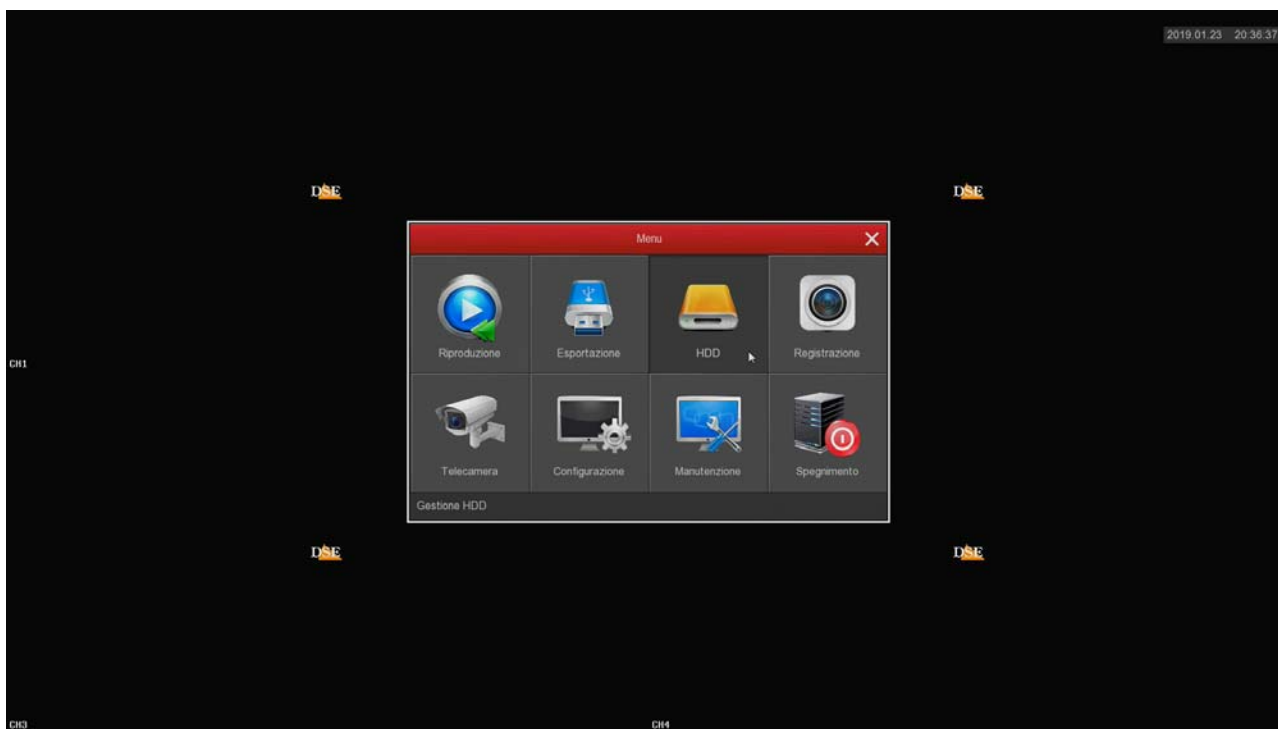 2019.01.23 20:36:37
DSE DSE
Menu
Riproduzione Esportazione HDD Registrazione
CH1
Telecamera Configurazione Manutenzione Spegnimento
Gestione HDD
DSE DSE
CH3 CH4